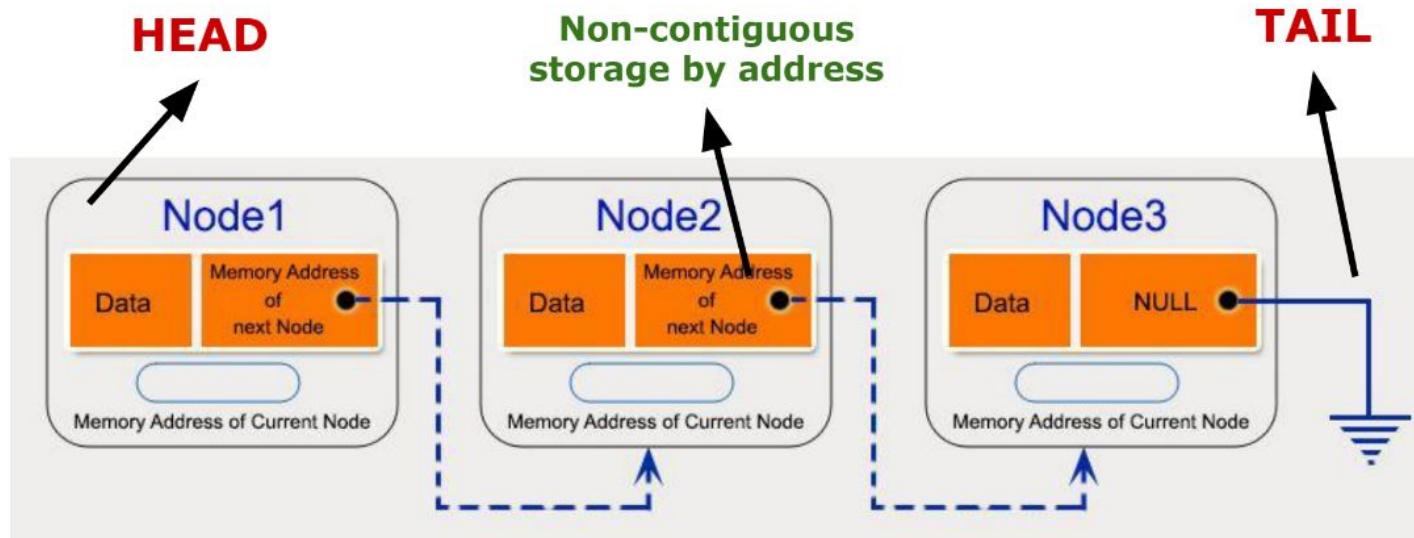 HEAD
Non-contiguous
storage by address
TAIL
Node1
Data
Memory Address
of
next Node
Memory Address of Current Node
Node2
Data
Memory Address
of
next Node
Memory Address of Current Node
Node3
Data
NULL
Memory Address of Current Node